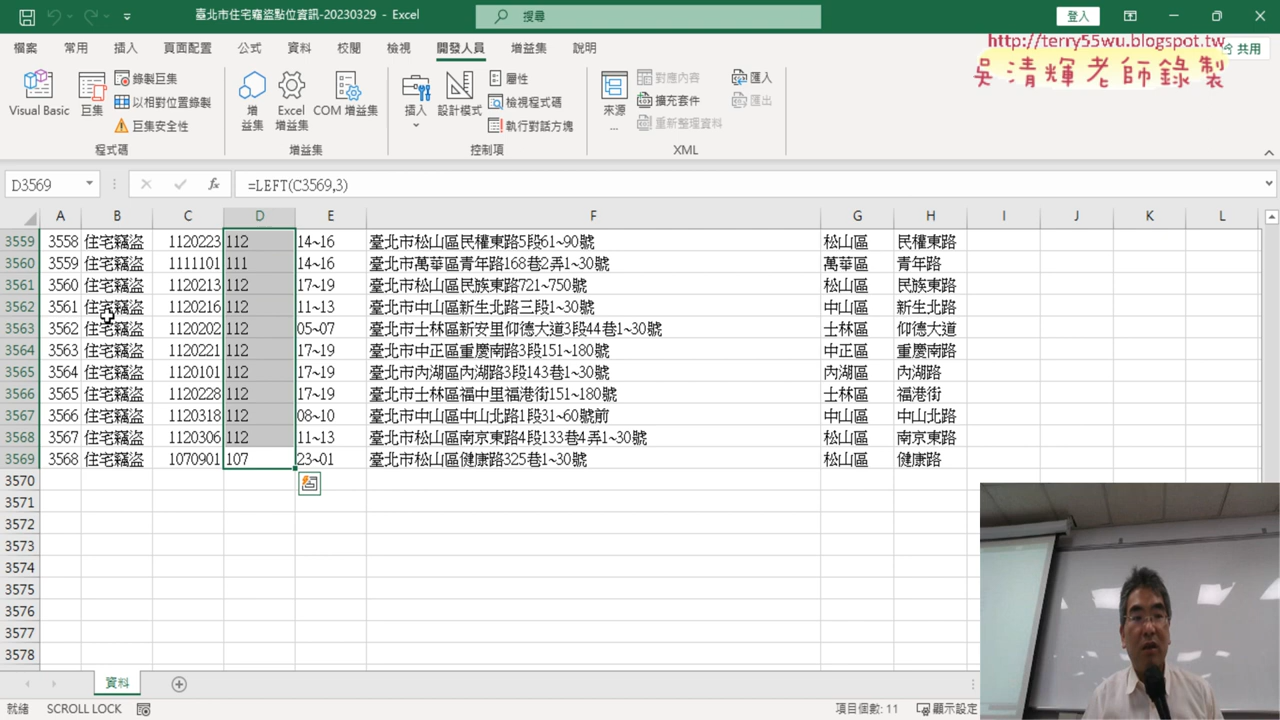 臺北市住宅竊盜點位資訊-20230329 - Excel
搜尋
登入
http://terry55wu.blogspot.tw
吳清輝老師錄製
檔案 常用 插入 頁面配置 公式 資料 校閱 檢視 開發人員 增益集 說明 共用
Visual Basic 巨集 錄製巨集 以相對位置錄製 巨集安全性
增益集 Excel 增益集 COM 增益集
插入 設計模式 屬性 檢視程式碼 執行對話方塊
來源... 對應內容 擴充套件 重新整理資料 匯入 匯出
程式碼 增益集 控制項 XML
D3569 fx =LEFT(C3569,3)
A B C D E F G H I J K L
3559 3558 住宅竊盜 1120223 112 14~16 臺北市松山區民權東路5段61~90號 松山區 民權東路
3560 3559 住宅竊盜 1111101 111 14~16 臺北市萬華區青年路168巷2弄1~30號 萬華區 青年路
3561 3560 住宅竊盜 1120213 112 17~19 臺北市松山區民族東路721~750號 松山區 民族東路
3562 3561 住宅竊盜 1120216 112 11~13 臺北市中山區新生北路三段1~30號 中山區 新生北路
3563 3562 住宅竊盜 1120202 112 05~07 臺北市士林區新安里仰德大道3段44巷1~30號 士林區 仰德大道
3564 3563 住宅竊盜 1120221 112 17~19 臺北市中正區重慶南路3段151~180號 中正區 重慶南路
3565 3564 住宅竊盜 1120101 112 17~19 臺北市內湖區內湖路3段143巷1~30號 內湖區 內湖路
3566 3565 住宅竊盜 1120228 112 17~19 臺北市士林區福中里福港街151~180號 士林區 福港街
3567 3566 住宅竊盜 1120318 112 08~10 臺北市中山區中山北路1段31~60號前 中山區 中山北路
3568 3567 住宅竊盜 1120306 112 11~13 臺北市松山區南京東路4段133巷4弄1~30號 松山區 南京東路
3569 3568 住宅竊盜 1070901 107 23~01 臺北市松山區健康路325巷1~30號 松山區 健康路
3570
3571
3572
3573
3574
3575
3576
3577
3578
資料
就緒 SCROLL LOCK 項目個數: 11 顯示設定